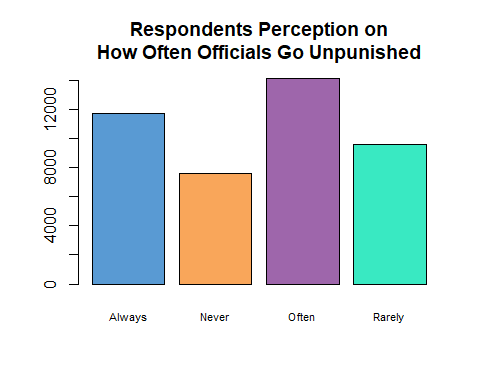 Respondents Perception on
How Often Officials Go Unpunished
12000
8000
4000
0
Always Never Often Rarely